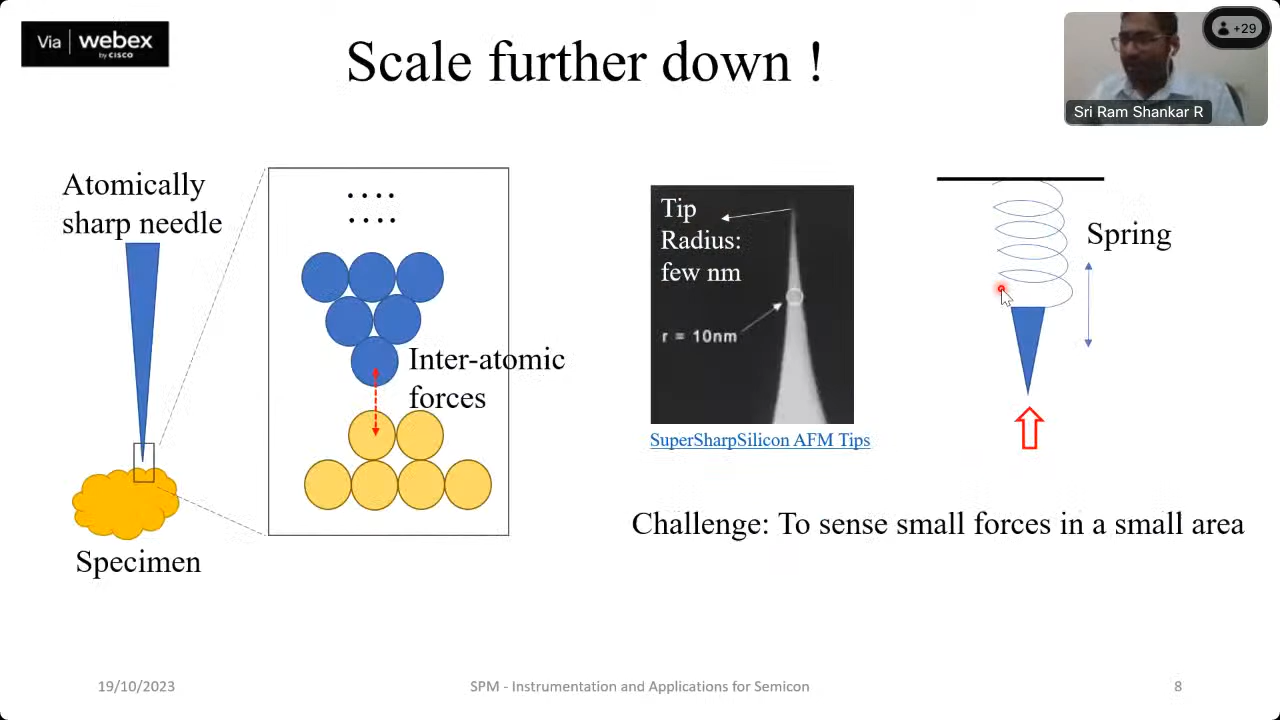 Via webex
by CISCO
Scale further down !
+29
Sri Ram Shankar R
Atomically
sharp needle
Specimen
Inter-atomic
forces
Tip
Radius:
few nm
r = 10nm
SuperSharpSilicon AFM Tips
Spring
Challenge: To sense small forces in a small area
19/10/2023
SPM - Instrumentation and Applications for Semicon
8